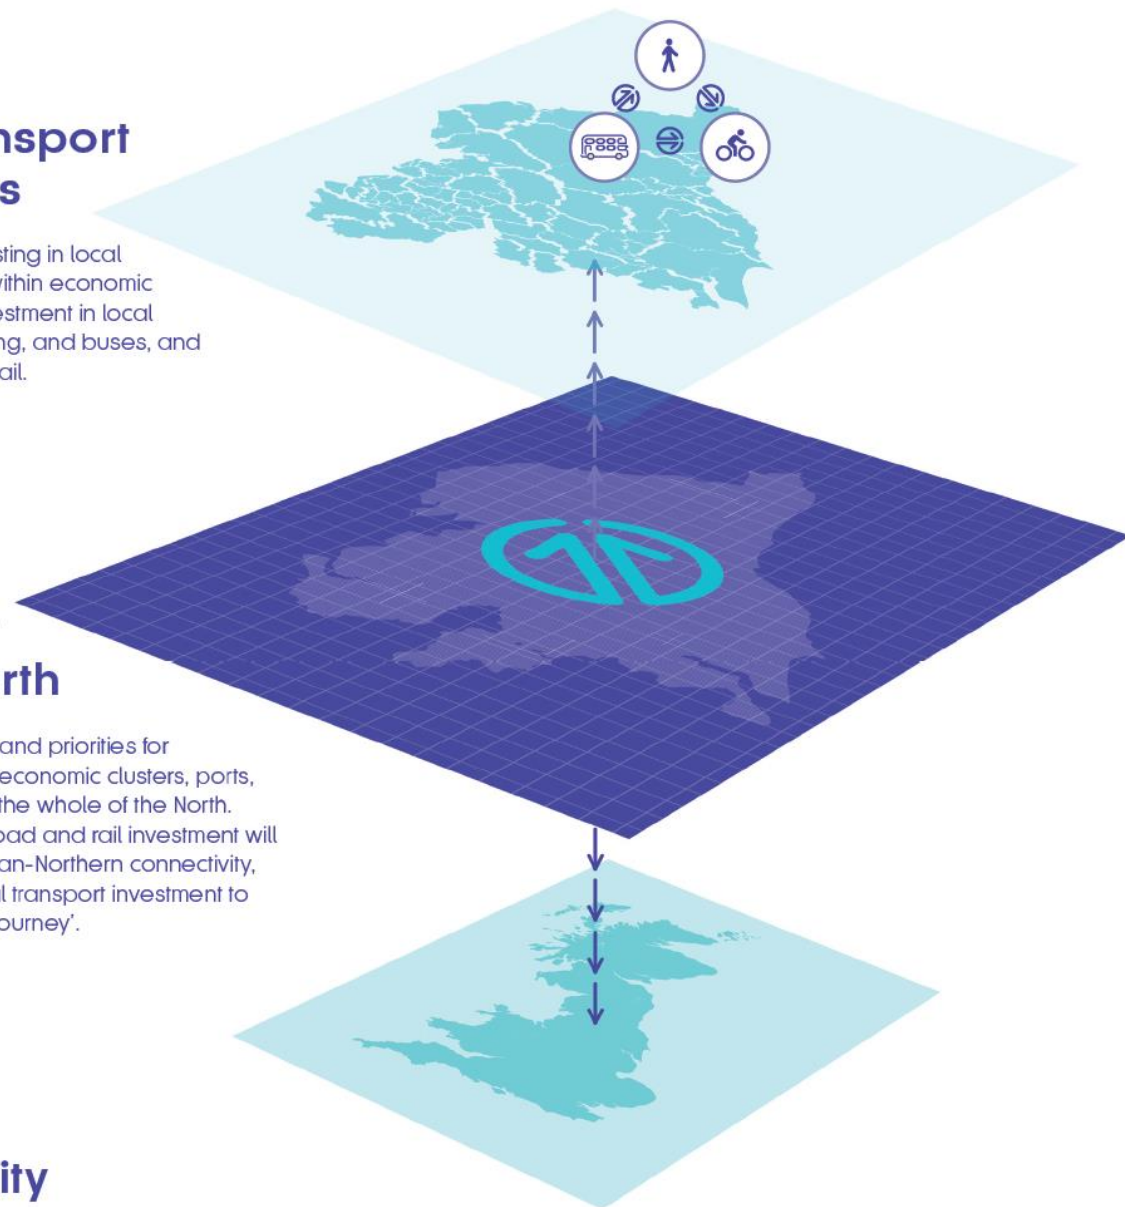 nsport
s
sting in local
within economic
estment in local
ng, and buses, and
ail.
rth
and priorities for
economic clusters, ports,
the whole of the North.
oad and rail investment will
an-Northern connectivity,
l transport investment to
ourney’.
ity